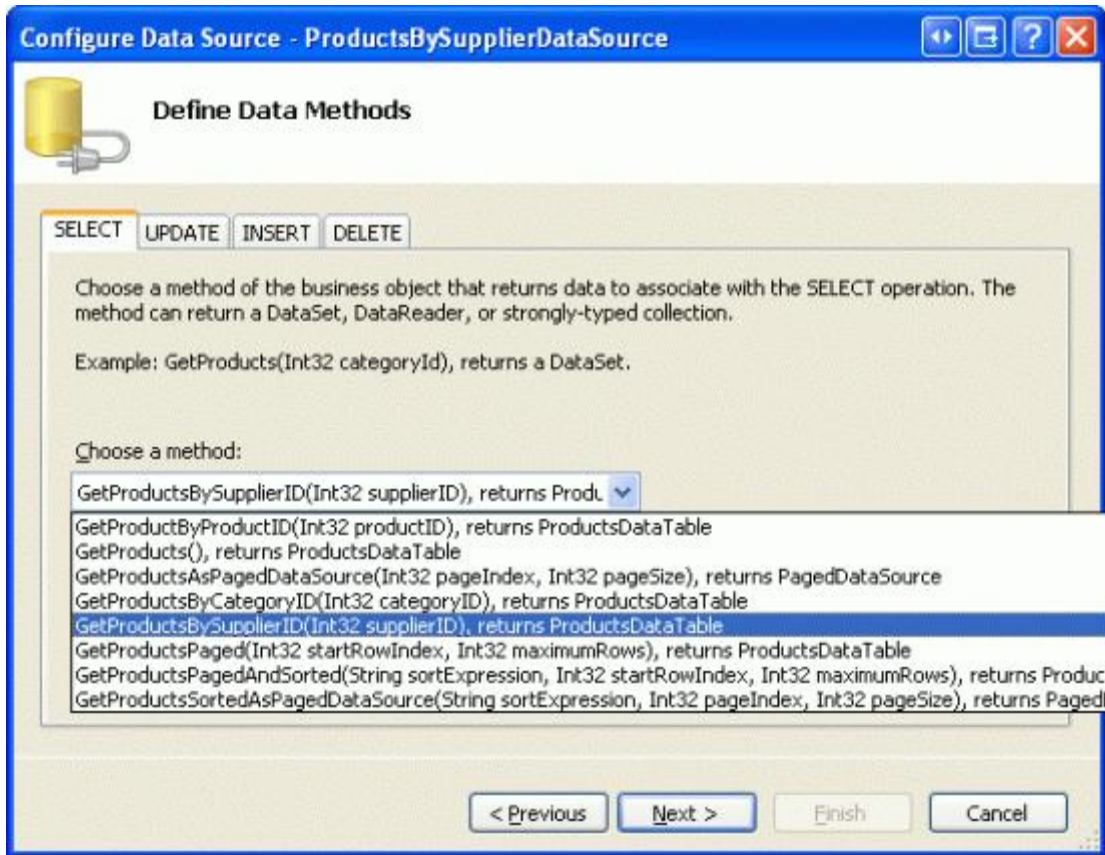 Configure Data Source - ProductsBySupplierDataSource
Define Data Methods
SELECT UPDATE INSERT DELETE
Choose a method of the business object that returns data to associate with the SELECT operation. The
method can return a DataSet, DataReader, or strongly-typed collection.
Example: GetProducts(Int32 categoryId), returns a DataSet.
Choose a method:
GetProductsBySupplierID(Int32 supplierID), returns Produ
GetProductByProductID(Int32 productID), returns ProductsDataTable
GetProducts(), returns ProductsDataTable
GetProductsAsPagedDataSource(Int32 pageIndex, Int32 pageSize), returns PagedDataSource
GetProductsByCategoryID(Int32 categoryID), returns ProductsDataTable
GetProductsBySupplierID(Int32 supplierID), returns ProductsDataTable
GetProductsPaged(Int32 startRowIndex, Int32 maximumRows), returns ProductsDataTable
GetProductsPagedAndSorted(String sortExpression, Int32 startRowIndex, Int32 maximumRows), returns Produc
GetProductsSortedAsPagedDataSource(String sortExpression, Int32 pageIndex, Int32 pageSize), returns Paged
< Previous Next > Finish Cancel